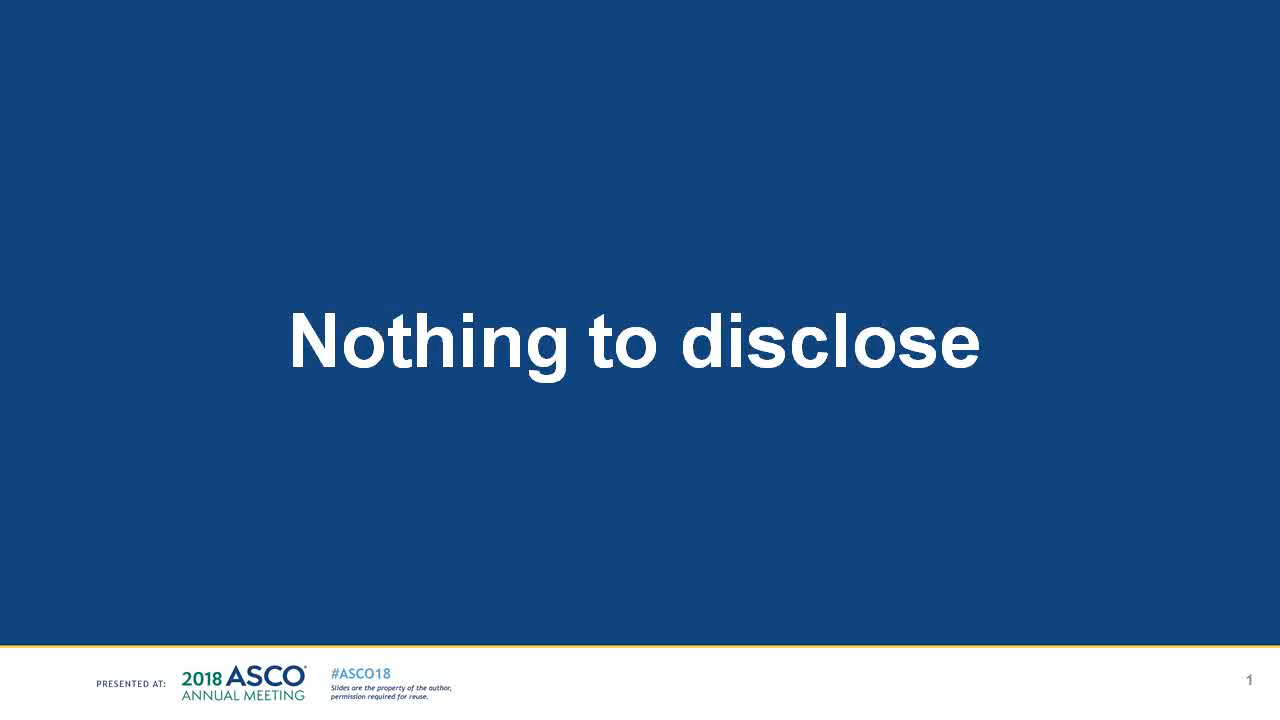 Nothing to disclose
PRESENTED AT:
2018 ASCO®
ANNUAL MEETING
#ASCO18
Slides are the property of the author,
permission required for reuse.
1